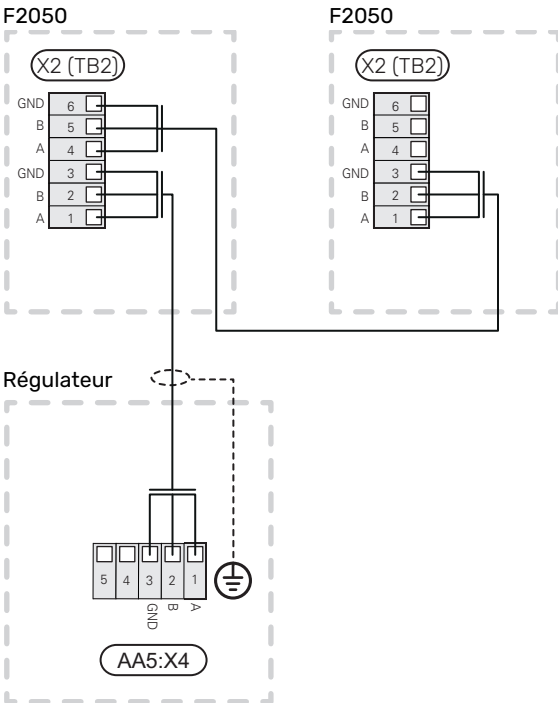 F2050
F2050
X2 (TB2)
X2 (TB2)
GND 6
B 5
A 4
GND 3
B 2
A 1
GND 6
B 5
A 4
GND 3
B 2
A 1
Régulateur
5 4 3 2 1
GND B A
AA5:X4